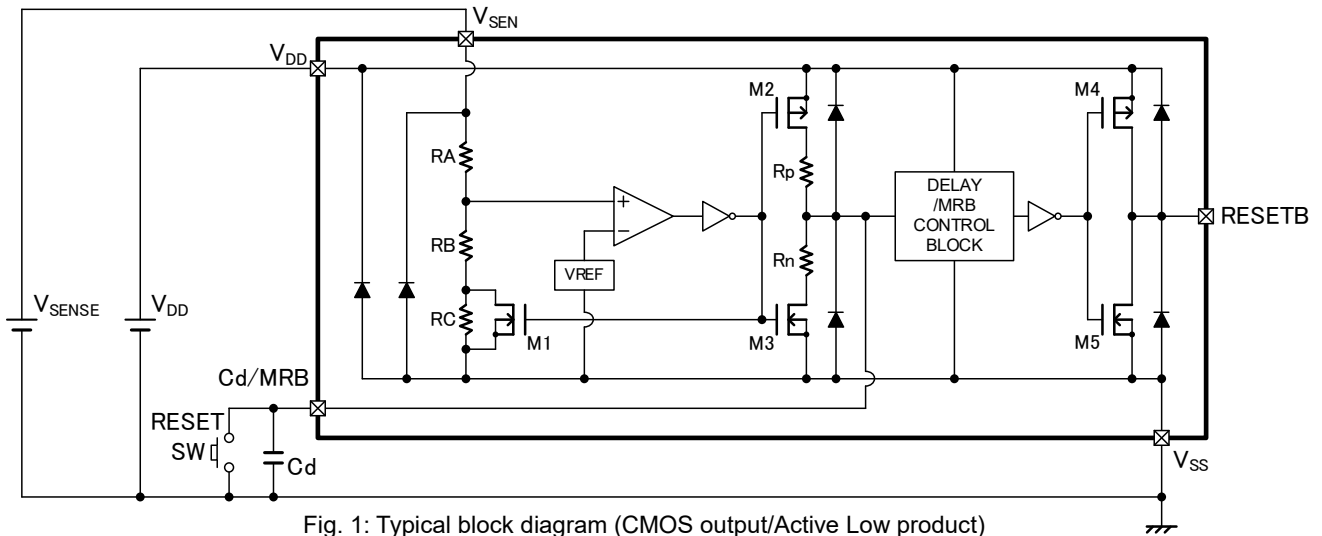 V_SEN
V_DD
M2
M4
RA
Rp
DELAY
/MRB
CONTROL
BLOCK
+
−
RESETB
RB
Rn
VREF
V_SENSE
V_DD
RC
M1
M3
M5
Cd/MRB
RESET
SW
Cd
V_SS
Fig. 1: Typical block diagram (CMOS output/Active Low product)